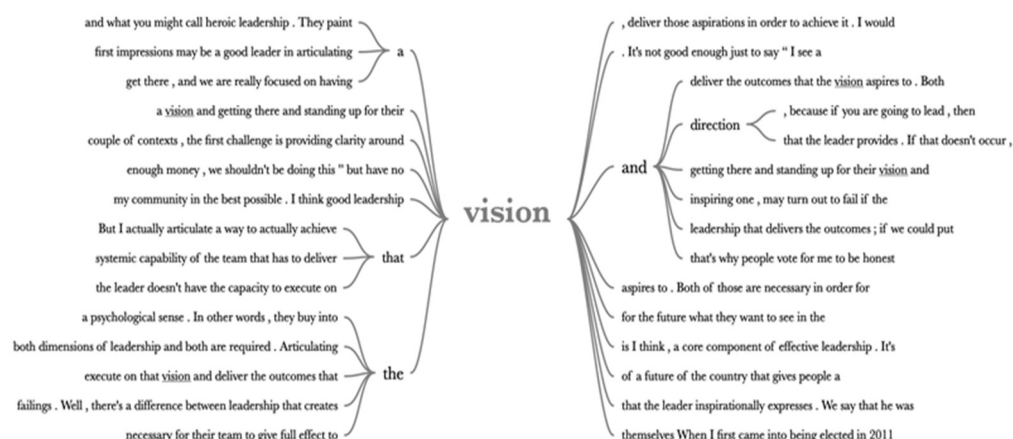 and what you might call heroic leadership . They paint
first impressions may be a good leader in articulating
a
get there , and we are really focused on having
a vision and getting there and standing up for their
couple of contexts , the first challenge is providing clarity around
enough money , we shouldn't be doing this " but have no
my community in the best possible . I think good leadership
But I actually articulate a way to actually achieve
systemic capability of the team that has to deliver
that
the leader doesn't have the capacity to execute on
a psychological sense . In other words , they buy into
both dimensions of leadership and both are required . Articulating
execute on that vision and deliver the outcomes that
the
failings . Well , there's a difference between leadership that creates
necessary for their team to give full effect to
vision
, deliver those aspirations in order to achieve it . I would
. It's not good enough just to say " I see a
and
deliver the outcomes that the vision aspires to . Both
direction
, because if you are going to lead , then
that the leader provides . If that doesn't occur ,
getting there and standing up for their vision and
inspiring one , may turn out to fail if the
leadership that delivers the outcomes ; if we could put
that's why people vote for me to be honest
aspires to . Both of those are necessary in order for
for the future what they want to see in the
is I think , a core component of effective leadership . It's
of a future of the country that gives people a
that the leader inspirationally expresses . We say that he was
themselves When I first came into being elected in 2011